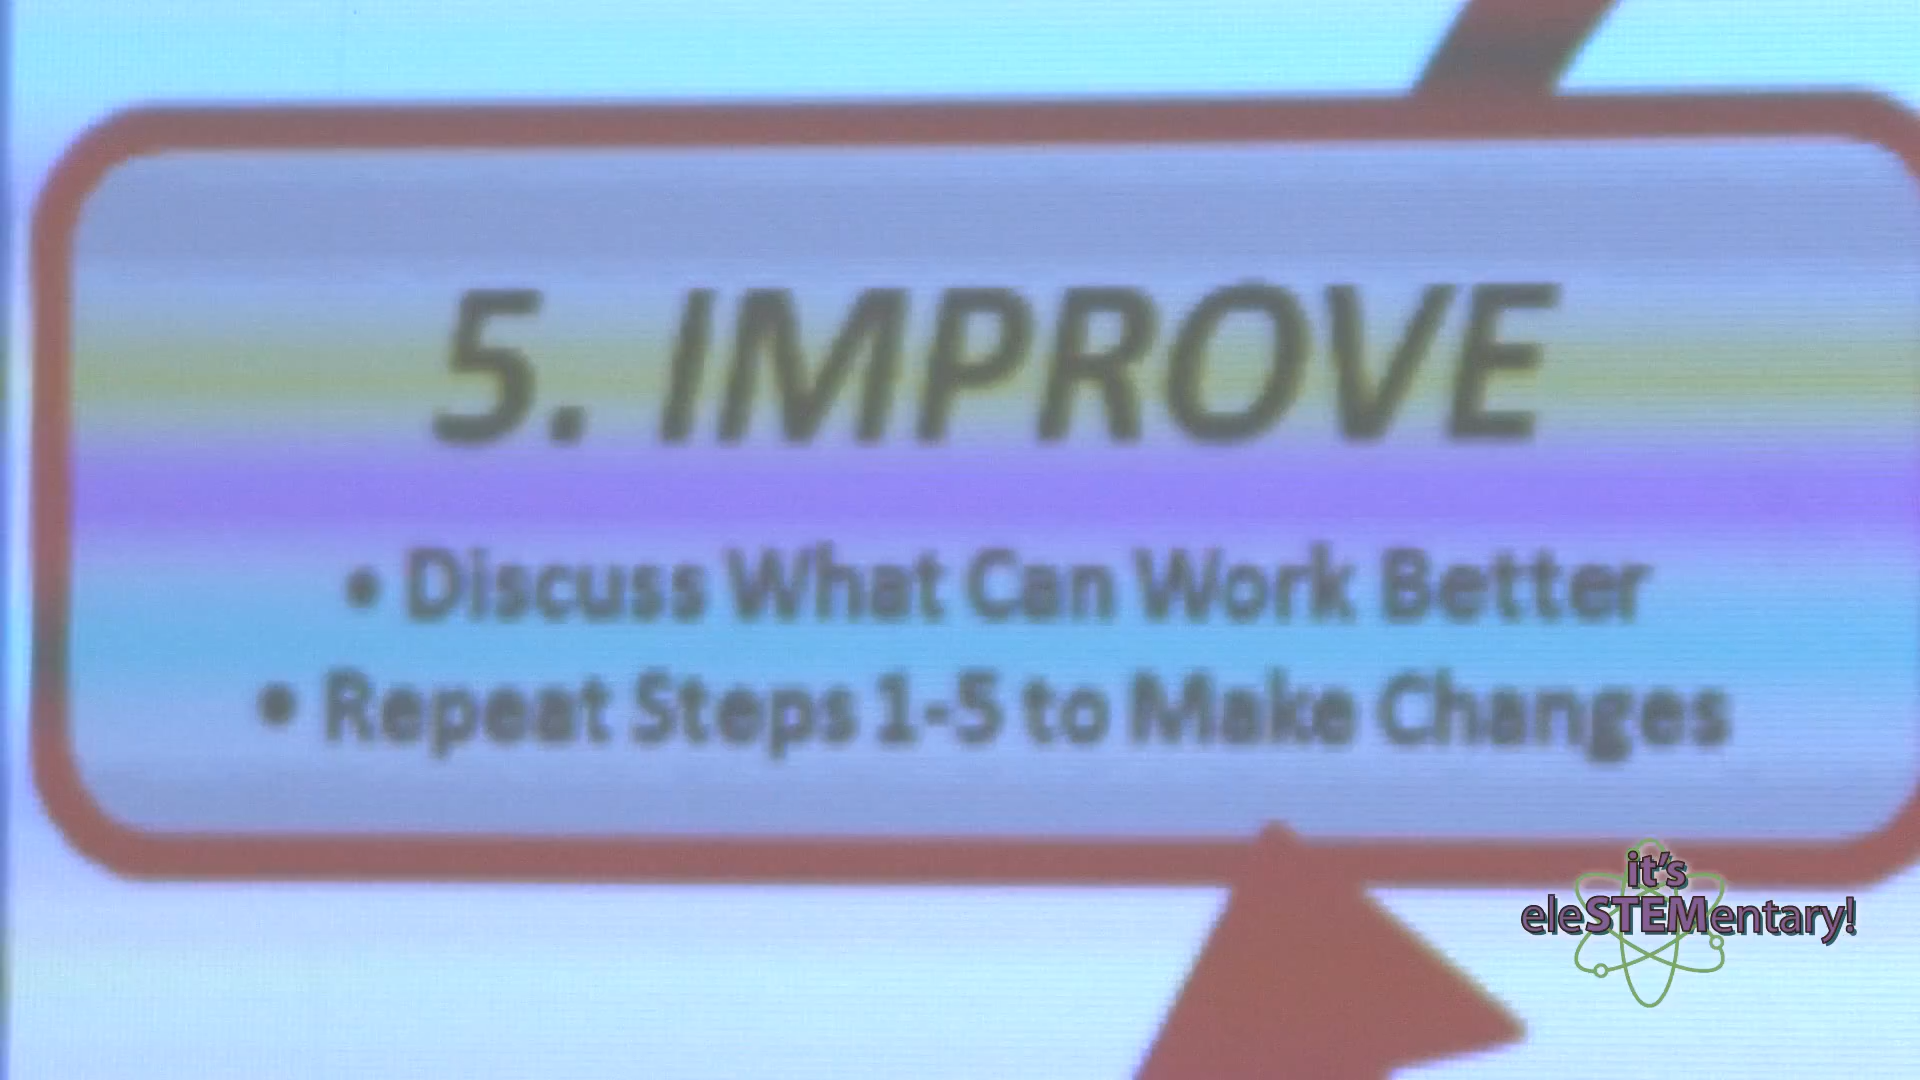 5. IMPROVE
• Discuss What Can Work Better
• Repeat Steps 1-5 to Make Changes
it's
eleSTEMentary!